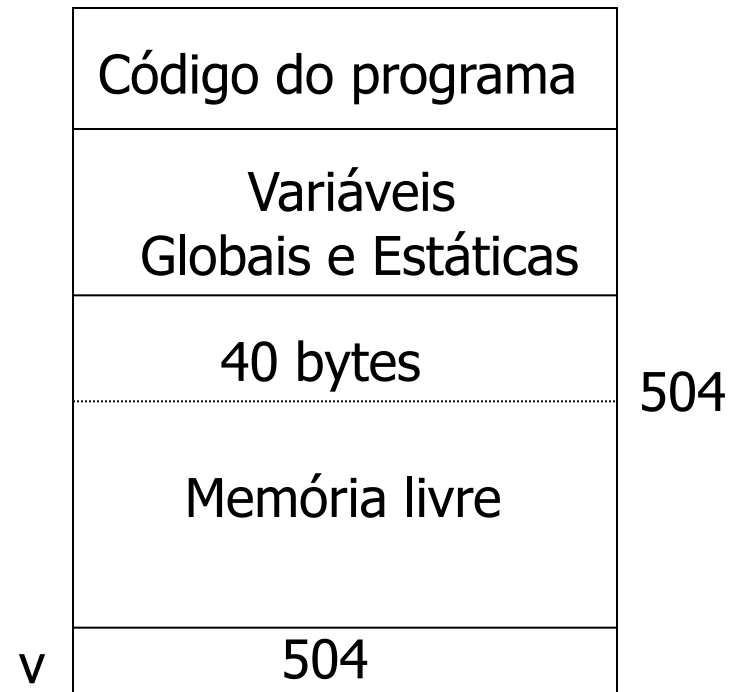 Código do programa
Variáveis
Globais e Estáticas
40 bytes
504
Memória livre
v 504